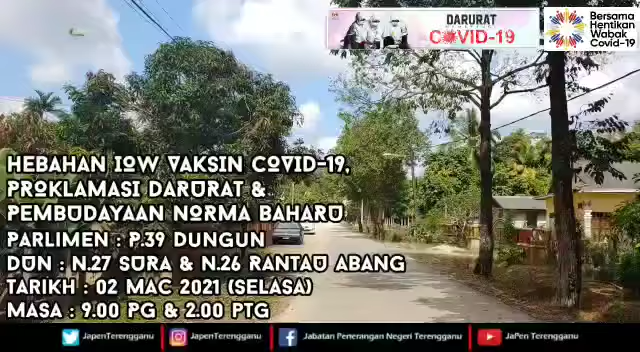 DARURAT
COVID-19
Bersama
Hentikan
Wabak
Covid-19
HEBAHAN IOW VAKSIN COVID-19,
PROKLAMASI DARURAT &
PEMBUDAYAAN NORMA BAHARU
PARLIMEN : P.39 DUNGUN
DUN : N.27 SURA & N.26 RANTAU ABANG
TARIKH : 02 MAC 2021 (SELASA)
MASA : 9.00 PG & 2.00 PTG
JapenTerengganu
JapenTerengganu
Jabatan Penerangan Negeri Terengganu
JaPen Terengganu